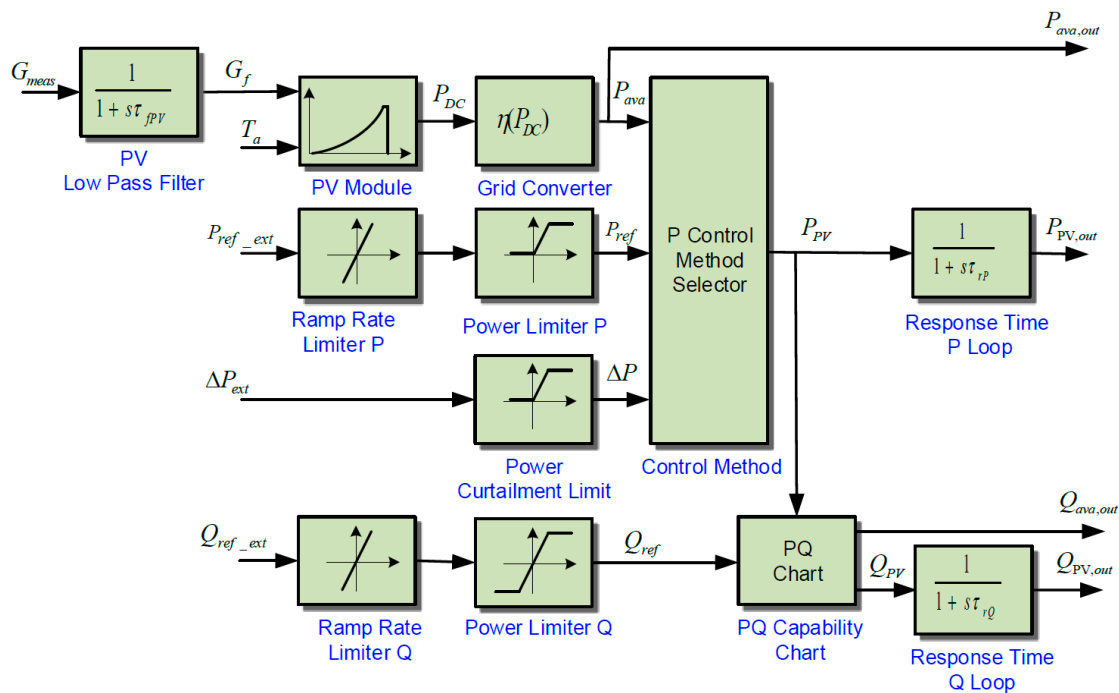 G_meas
1
1 + sτ_fPV
PV
Low Pass Filter
G_f
T_a
PV Module
P_DC
η(P_DC)
Grid Converter
P_ava
P_ava,out
P_ref_ext
Ramp Rate
Limiter P
Power Limiter P
P_ref
P Control
Method
Selector
Control Method
P_PV
1
1 + sτ_rP
Response Time
P Loop
P_PV,out
ΔP_ext
Power
Curtailment Limit
ΔP
Q_ref_ext
Ramp Rate
Limiter Q
Power Limiter Q
Q_ref
PQ
Chart
PQ Capability
Chart
Q_ava,out
Q_PV
1
1 + sτ_rQ
Response Time
Q Loop
Q_PV,out